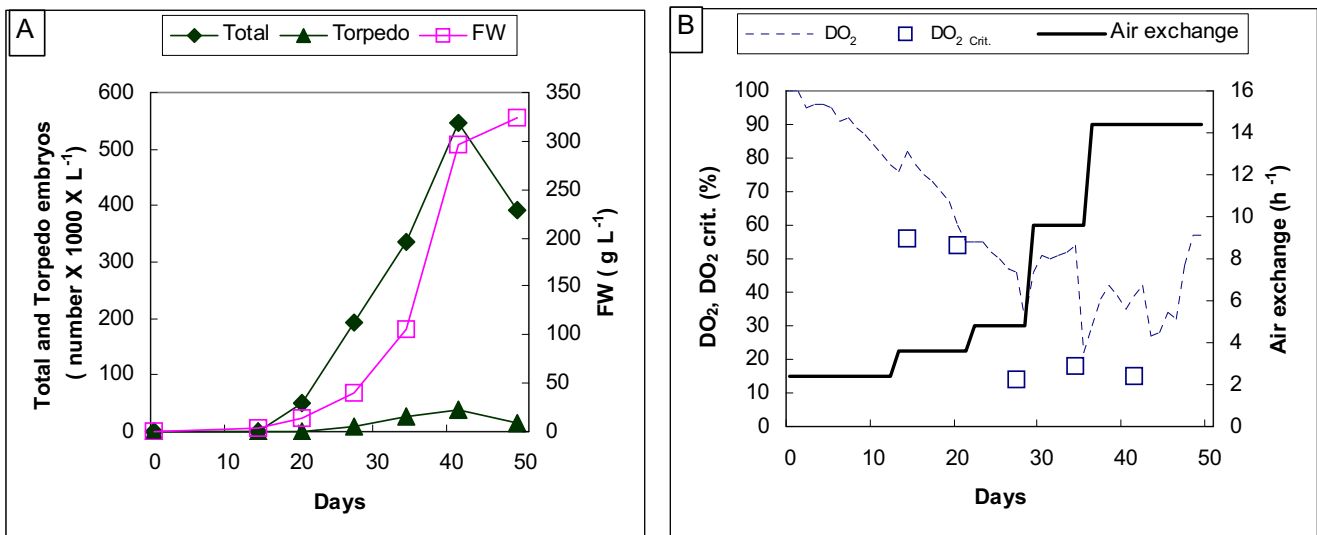 A
Total Torpedo FW
600
500
400
300
200
100
0
350
300
250
200
150
100
50
0
0 10 20 30 40 50
Days
Total and Torpedo embryos
( number X 1000 X L⁻¹)
FW ( g L⁻¹)
B
DO₂ DO₂ Crit. Air exchange
100
90
80
70
60
50
40
30
20
10
0
16
14
12
10
8
6
4
2
0
0 10 20 30 40 50
Days
DO₂, DO₂ crit. (%)
Air exchange (h ⁻¹)